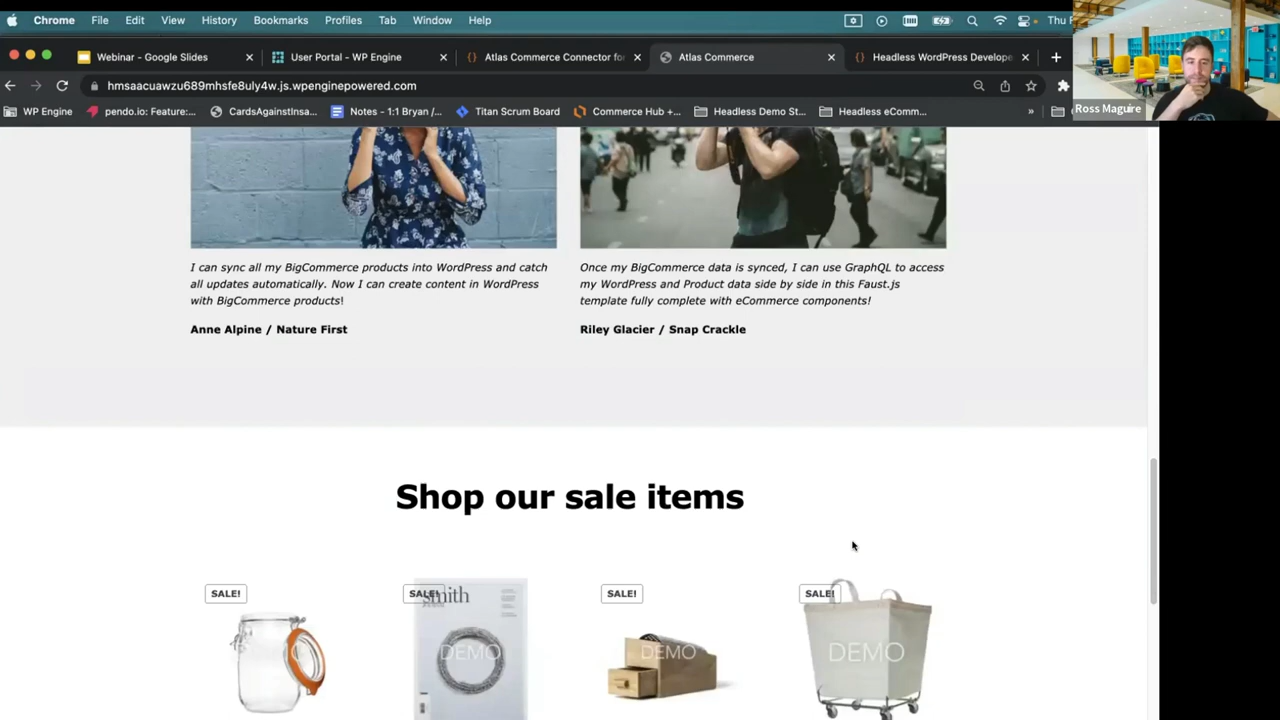 Chrome File Edit View History Bookmarks Profiles Tab Window Help Thu
Webinar - Google Slides User Portal - WP Engine Atlas Commerce Connector for Atlas Commerce Headless WordPress Develope
hmsaacuawzu689mhsfe8uly4w.js.wpenginepowered.com
WP Engine pendo.io: Feature:... CardsAgainstInsa... Notes - 1:1 Bryan /... Titan Scrum Board Commerce Hub +... Headless Demo St... Headless eComm... »
Ross Maguire
I can sync all my BigCommerce products into WordPress and catch
all updates automatically. Now I can create content in WordPress
with BigCommerce products!
Anne Alpine / Nature First
Once my BigCommerce data is synced, I can use GraphQL to access
my WordPress and Product data side by side in this Faust.js
template fully complete with eCommerce components!
Riley Glacier / Snap Crackle
Shop our sale items
SALE! SALE! SALE! SALE!
smith
DEMO DEMO DEMO